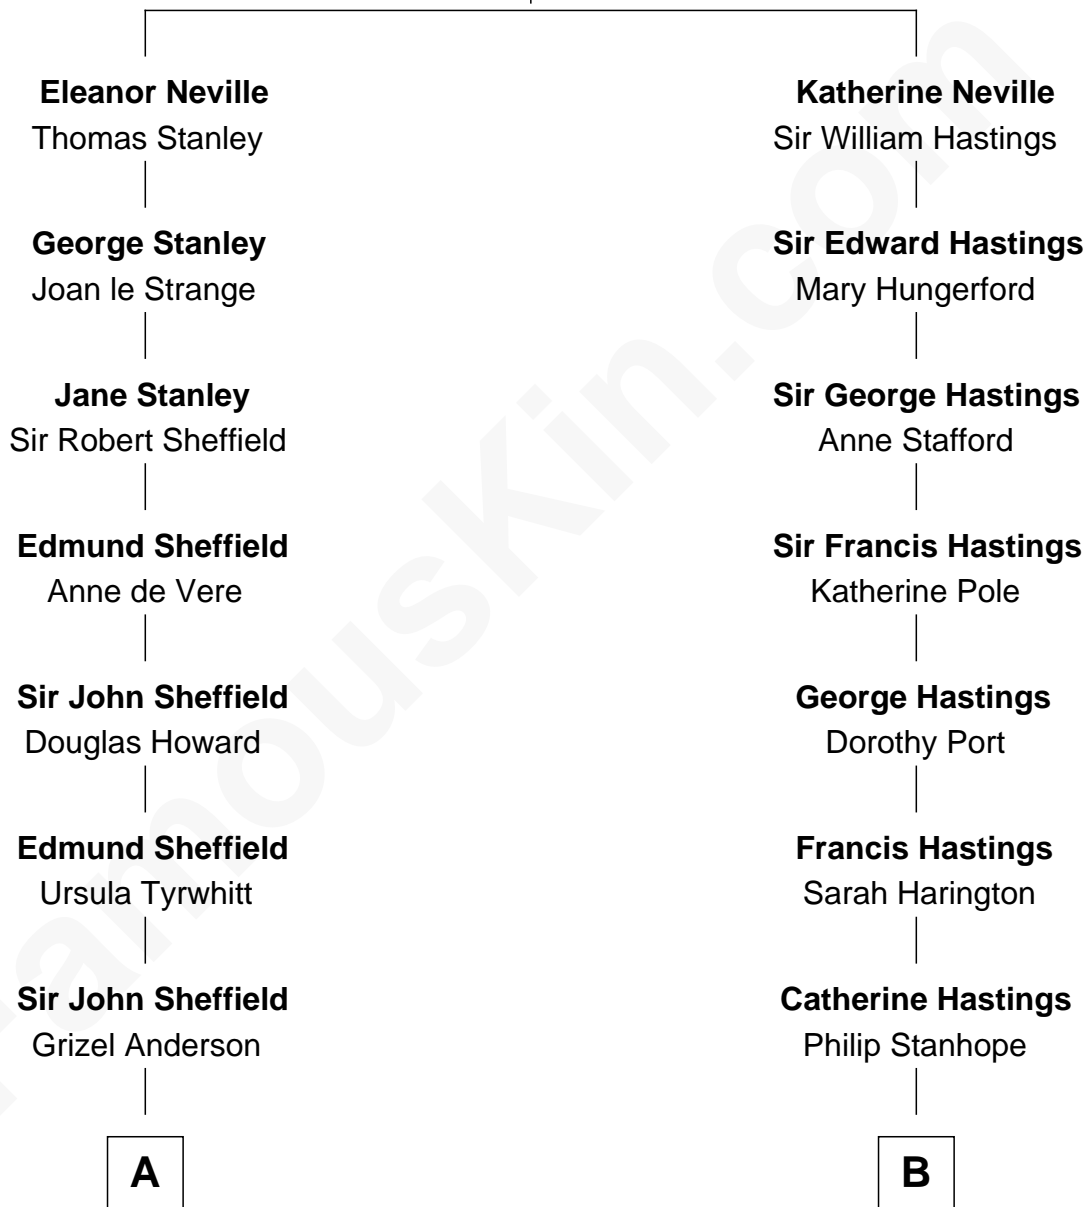 Eleanor Neville
Thomas Stanley
Katherine Neville
Sir William Hastings
George Stanley
Joan le Strange
Sir Edward Hastings
Mary Hungerford
Jane Stanley
Sir Robert Sheffield
Sir George Hastings
Anne Stafford
Edmund Sheffield
Anne de Vere
Sir Francis Hastings
Katherine Pole
Sir John Sheffield
Douglas Howard
George Hastings
Dorothy Port
Edmund Sheffield
Ursula Tyrwhitt
Francis Hastings
Sarah Harington
Sir John Sheffield
Grizel Anderson
Catherine Hastings
Philip Stanhope
A
B
FamousKin.com